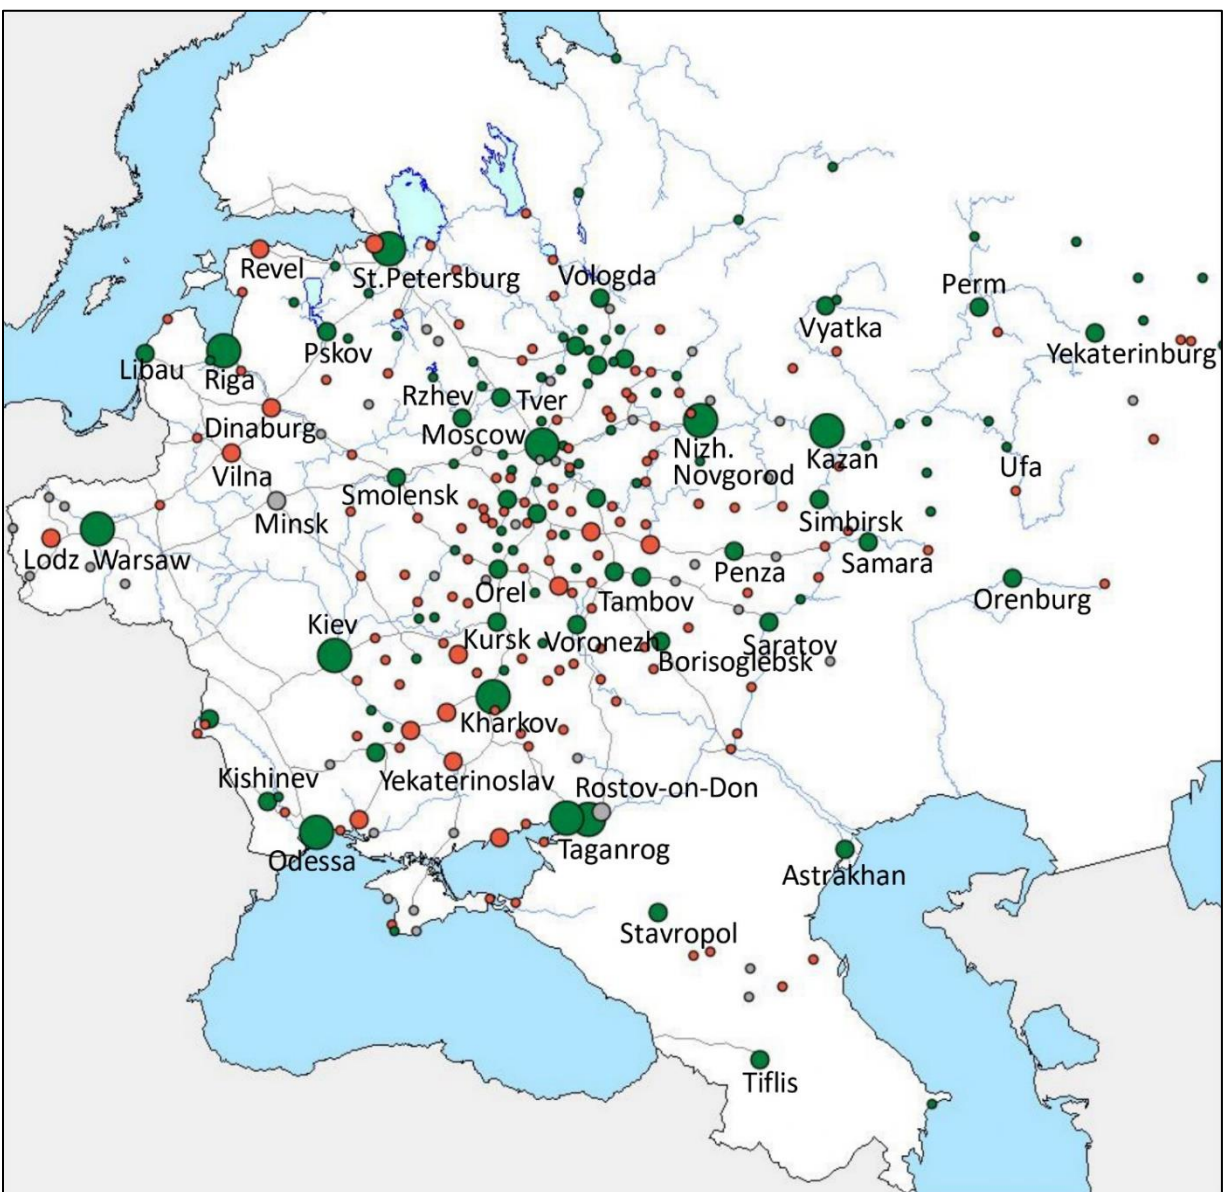 Revel
St.Petersburg
Vologda
Perm
Vyatka
Libau
Riga
Pskov
Yekaterinburg
Rzhev
Tver
Dinaburg
Moscow
Nizh.
Novgorod
Kazan
Ufa
Vilna
Smolensk
Minsk
Simbirsk
Lodz
Warsaw
Samara
Penza
Orel
Tambov
Orenburg
Kiev
Kursk
Voronezh
Saratov
Borisoglebsk
Kharkov
Kishinev
Yekaterinoslav
Rostov-on-Don
Odessa
Taganrog
Astrakhan
Stavropol
Tiflis